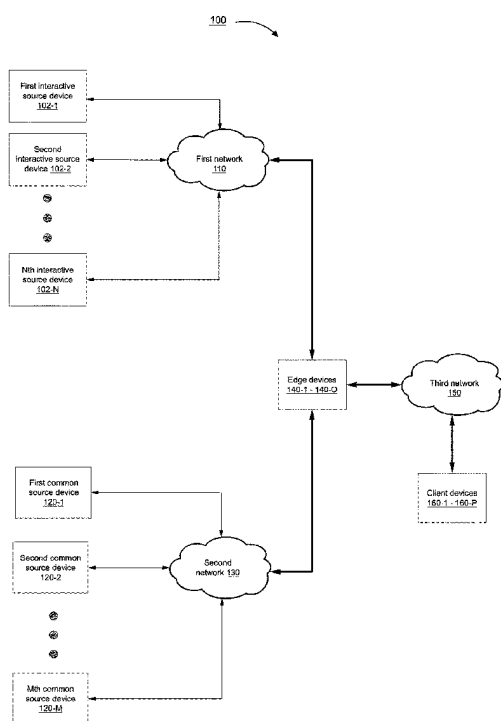 100
First interactive
source device
102-1
Second
interactive source
device 102-2
First network
110
Nth interactive
source device
102-N
Edge devices
140-1 - 140-O
Third network
150
Client devices
160-1 - 160-P
First common
source device
120-1
Second common
source device
120-2
Second
network 130
Mth common
source device
120-M